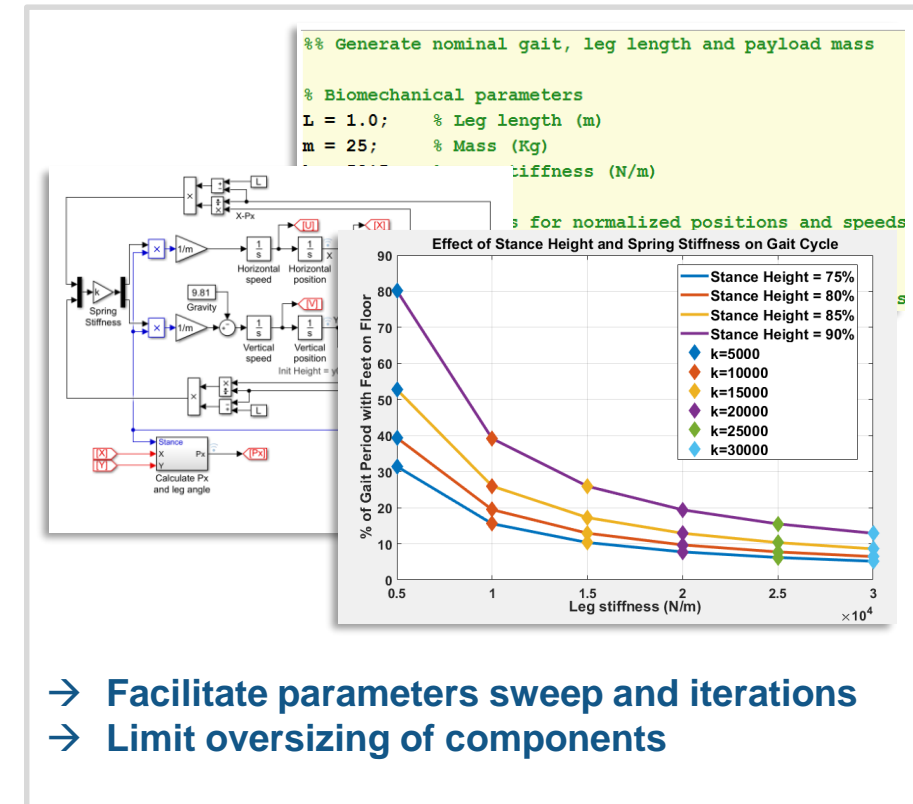 %% Generate nominal gait, leg length and payload mass
% Biomechanical parameters
L = 1.0; % Leg length (m)
m = 25; % Mass (Kg)
tiffness (N/m)
s for normalized positions and speeds
L
X-Px
[U]
[X]
1/m
1
s
1
s
X
Horizontal
speed
Horizontal
position
k
Spring
Stiffness
9.81
Gravity
[V]
1/m
1
s
1
s
Y
Vertical
speed
Vertical
position
Init Height = y
L
Stance
[X]
X
Px
[Px]
[Y]
Y
Calculate Px
and leg angle
Effect of Stance Height and Spring Stiffness on Gait Cycle
% of Gait Period with Feet on Floor
90
80
70
60
50
40
30
20
10
0
Stance Height = 75%
Stance Height = 80%
Stance Height = 85%
Stance Height = 90%
k=5000
k=10000
k=15000
k=20000
k=25000
k=30000
0.5 1 1.5 2 2.5 3
Leg stiffness (N/m)
×10⁴
→ Facilitate parameters sweep and iterations
→ Limit oversizing of components